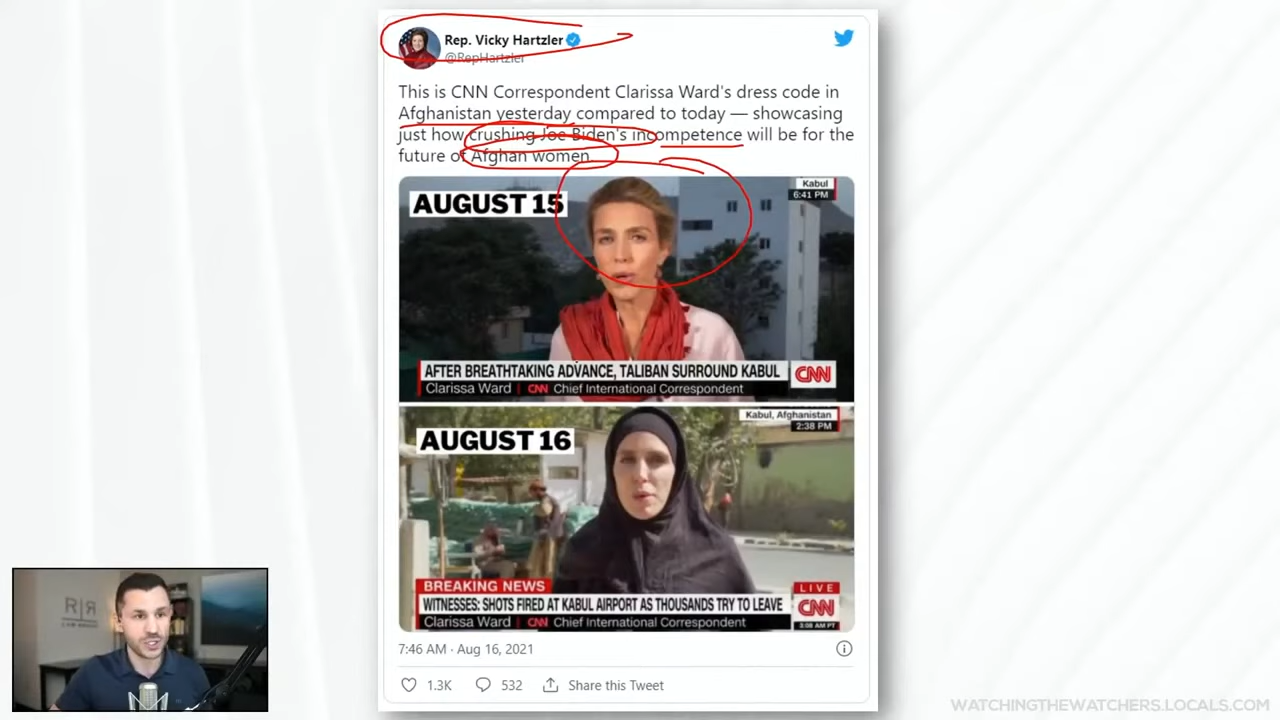 Rep. Vicky Hartzler
@RepHartzler
This is CNN Correspondent Clarissa Ward's dress code in
Afghanistan yesterday compared to today — showcasing
just how crushing Joe Biden's incompetence will be for the
future of Afghan women.
AUGUST 15
Kabul
6:41 PM
AFTER BREATHTAKING ADVANCE, TALIBAN SURROUND KABUL
Clarissa Ward CNN Chief International Correspondent
CNN
AUGUST 16
Kabul, Afghanistan
2:38 PM
BREAKING NEWS
LIVE
WITNESSES: SHOTS FIRED AT KABUL AIRPORT AS THOUSANDS TRY TO LEAVE
CNN
Clarissa Ward CNN Chief International Correspondent
3:08 AM PT
7:46 AM · Aug 16, 2021
1.3K 532 Share this Tweet
R|R
WATCHINGTHEWATCHERS.LOCALS.COM